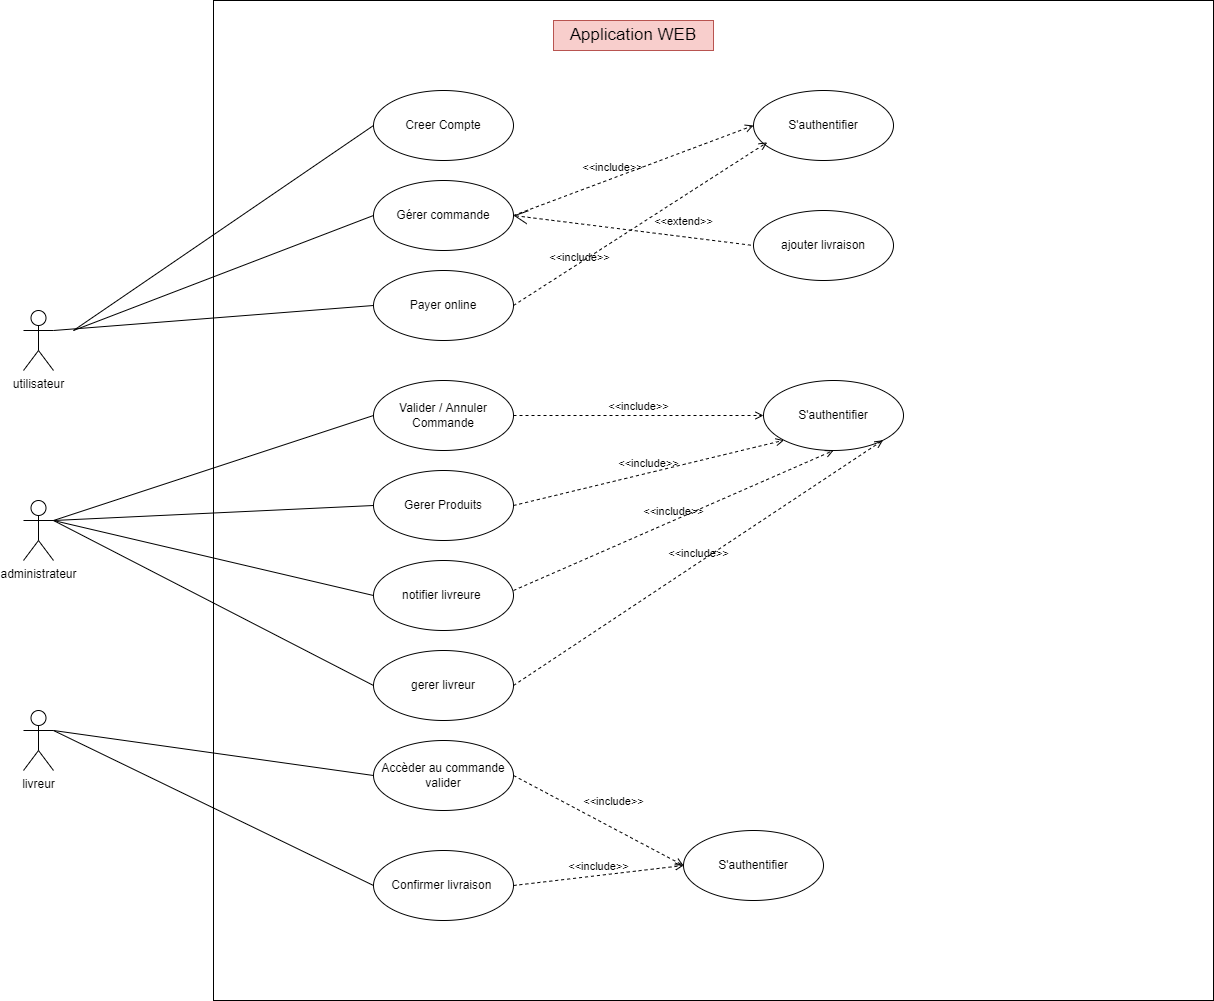 Application WEB
Creer Compte
S'authentifier
<<include>>
Gérer commande
<<extend>>
ajouter livraison
<<include>>
Payer online
utilisateur
Valider / Annuler
Commande
<<include>>
S'authentifier
<<include>>
Gerer Produits
<<include>>
<<include>>
administrateur
notifier livreure
gerer livreur
livreur
Accèder au commande
valider
<<include>>
<<include>>
S'authentifier
Confirmer livraison